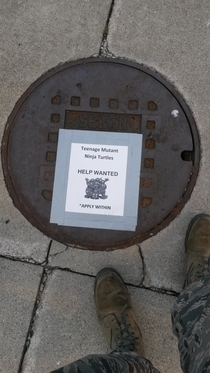 Teenage Mutant
Ninja Turtles
HELP WANTED
*APPLY WITHIN